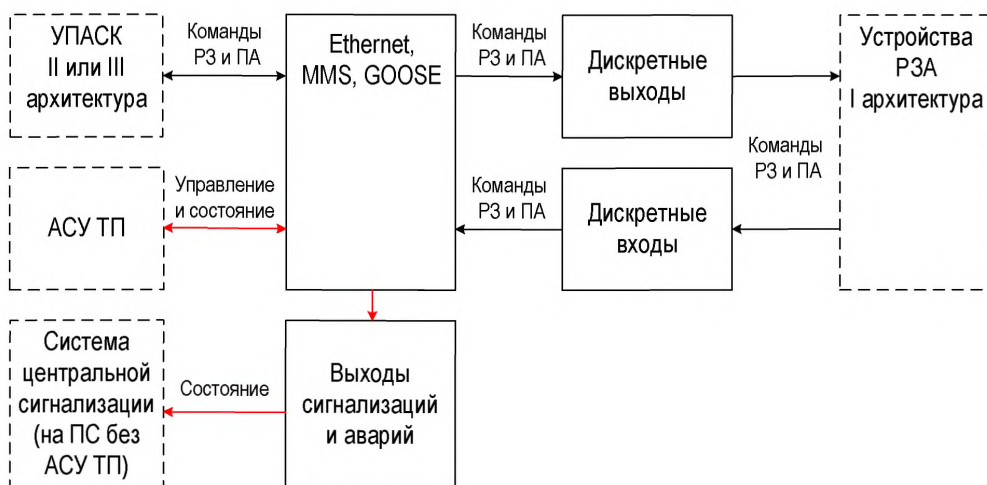 УПАСК
II или III
архитектура
Команды
РЗ и ПА
Ethernet,
MMS, GOOSE
Команды
РЗ и ПА
Дискретные
выходы
Устройства
РЗА
I архитектура
Команды
РЗ и ПА
АСУ ТП
Управление
и состояние
Команды
РЗ и ПА
Дискретные
входы
Система
центральной
сигнализации
(на ПС без
АСУ ТП)
Состояние
Выходы
сигнализаций
и аварий